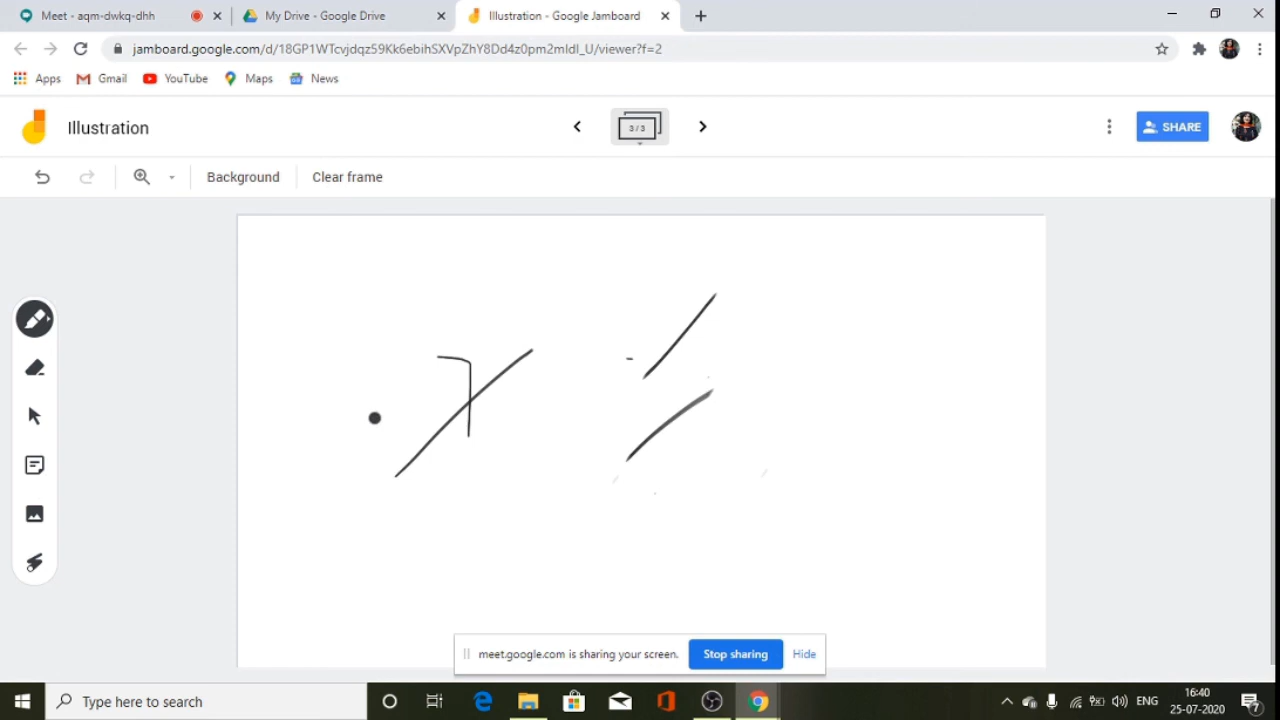 Meet - aqm-dwkq-dhh My Drive - Google Drive Illustration - Google Jamboard
jamboard.google.com/d/18GP1WTcvjdqz59Kk6ebihSXVpZhY8Dd4z0pm2mIdl_U/viewer?f=2
Apps Gmail YouTube Maps News
Illustration 3 / 3 SHARE
Background Clear frame
meet.google.com is sharing your screen. Stop sharing Hide
Type here to search ENG 16:40
25-07-2020 7